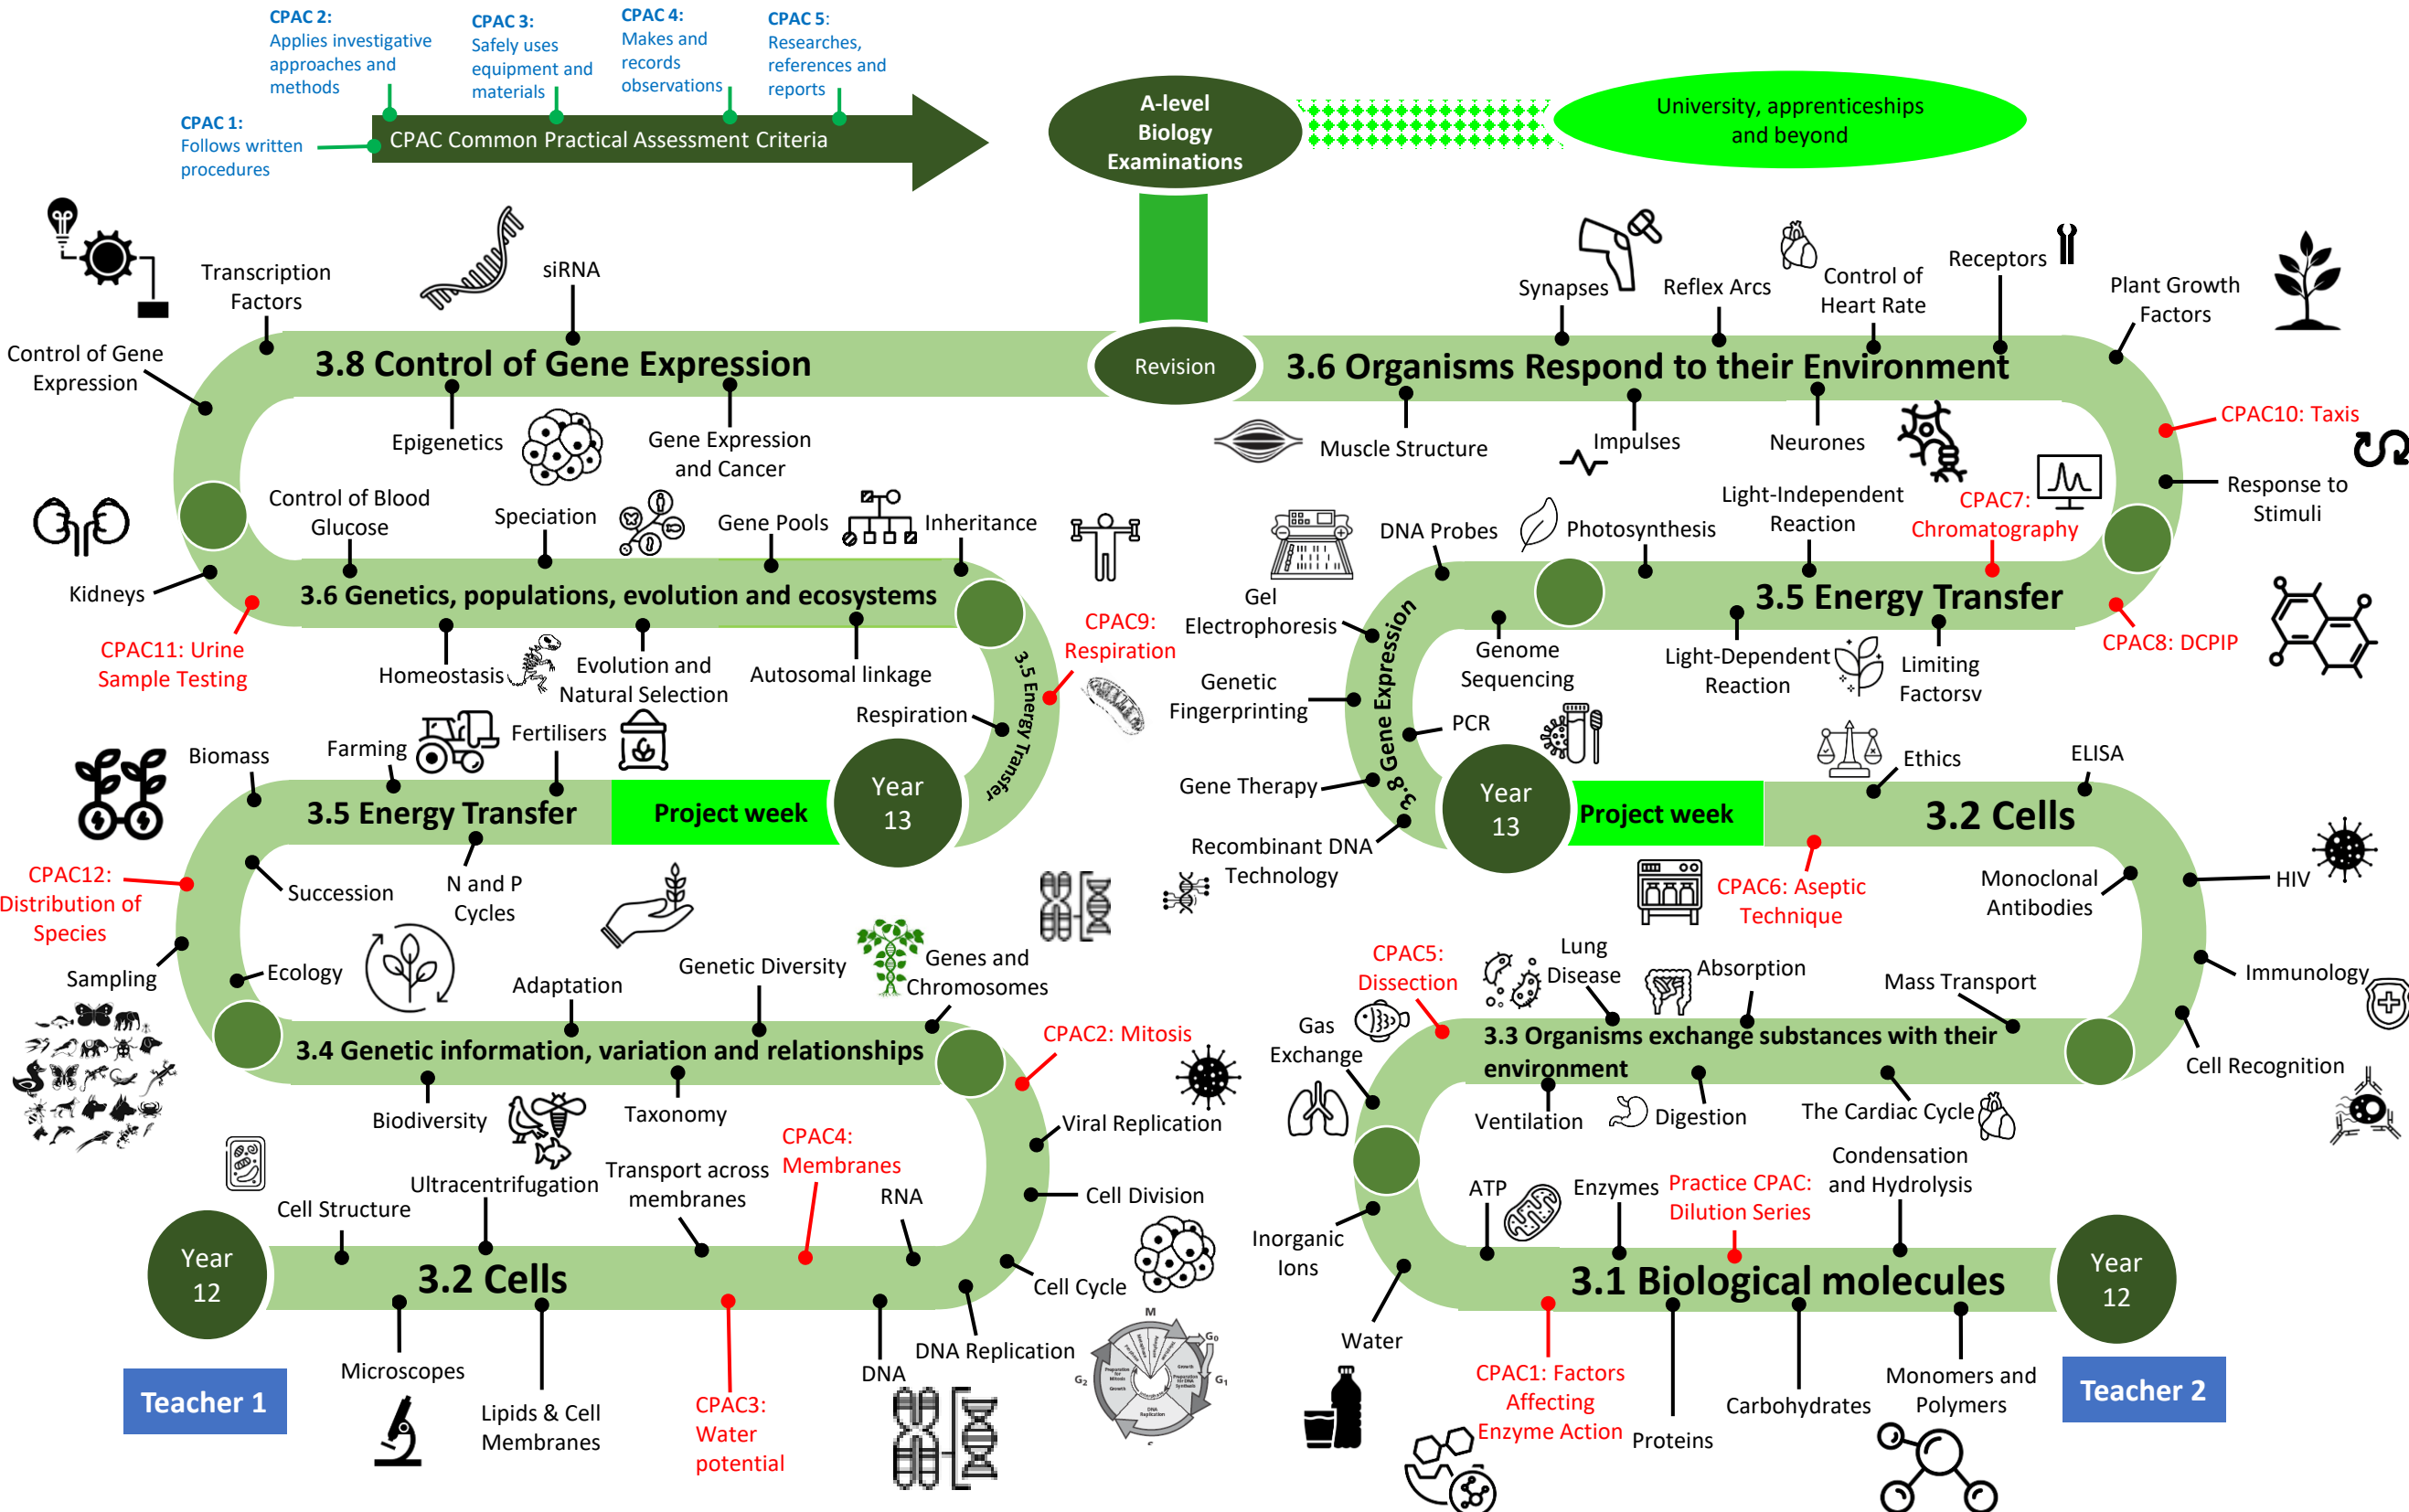 CPAC 2:
Applies investigative
approaches and
methods
CPAC 3:
Safely uses
equipment and
materials
CPAC 4:
Makes and
records
observations
CPAC 5:
Researches,
references and
reports
CPAC 1:
Follows written
procedures
CPAC Common Practical Assessment Criteria
A-level
Biology
Examinations
University, apprenticeships
and beyond
Transcription
Factors
siRNA
Control of Gene
Expression
3.8 Control of Gene Expression
Epigenetics
Gene Expression
and Cancer
Revision
Synapses
Reflex Arcs
Control of
Heart Rate
Receptors
Plant Growth
Factors
3.6 Organisms Respond to their Environment
Muscle Structure
Impulses
Neurones
CPAC10: Taxis
Response to
Stimuli
Control of Blood
Glucose
Speciation
Gene Pools
Inheritance
Kidneys
3.6 Genetics, populations, evolution and ecosystems
CPAC11: Urine
Sample Testing
Homeostasis
Evolution and
Natural Selection
Autosomal linkage
CPAC9:
Respiration
3.5 Energy Transfer
Respiration
DNA Probes
Photosynthesis
Light-Independent
Reaction
CPAC7:
Chromatography
3.5 Energy Transfer
CPAC8: DCPIP
Gel
Electrophoresis
Genome
Sequencing
Light-Dependent
Reaction
Limiting
Factorsv
Genetic
Fingerprinting
3.8 Gene Expression
PCR
Gene Therapy
Recombinant DNA
Technology
Biomass
Farming
Fertilisers
3.5 Energy Transfer
Project week
Year
13
CPAC12:
Distribution of
Species
Succession
N and P
Cycles
Sampling
Ecology
Year
13
Project week
Ethics
ELISA
3.2 Cells
CPAC6: Aseptic
Technique
Monoclonal
Antibodies
HIV
Immunology
Cell Recognition
Adaptation
Genetic Diversity
Genes and
Chromosomes
3.4 Genetic information, variation and relationships
CPAC2: Mitosis
Biodiversity
Taxonomy
Viral Replication
Cell Division
Cell Cycle
CPAC5:
Dissection
Lung
Disease
Absorption
Mass Transport
Gas
Exchange
3.3 Organisms exchange substances with their
environment
Ventilation
Digestion
The Cardiac Cycle
Cell Structure
Ultracentrifugation
Transport across
membranes
CPAC4:
Membranes
RNA
Year
12
3.2 Cells
Microscopes
Lipids & Cell
Membranes
CPAC3:
Water
potential
DNA
DNA Replication
Teacher 1
M
G0
G1
G2
Growth
Preparation
for DNA
Synthesis
DNA
Replication
Preparation
for
Mitosis
Growth
Inorganic
Ions
Water
ATP
Enzymes
Practice CPAC:
Dilution Series
Condensation
and Hydrolysis
3.1 Biological molecules
Year
12
CPAC1: Factors
Affecting
Enzyme Action
Proteins
Carbohydrates
Monomers and
Polymers
Teacher 2